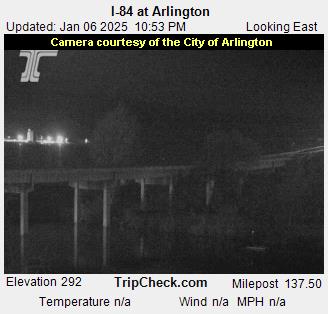 I-84 at Arlington
Updated: Jan 06 2025 10:53 PM Looking East
Camera courtesy of the City of Arlington
Elevation 292 TripCheck.com Milepost 137.50
Temperature n/a Wind n/a MPH n/a